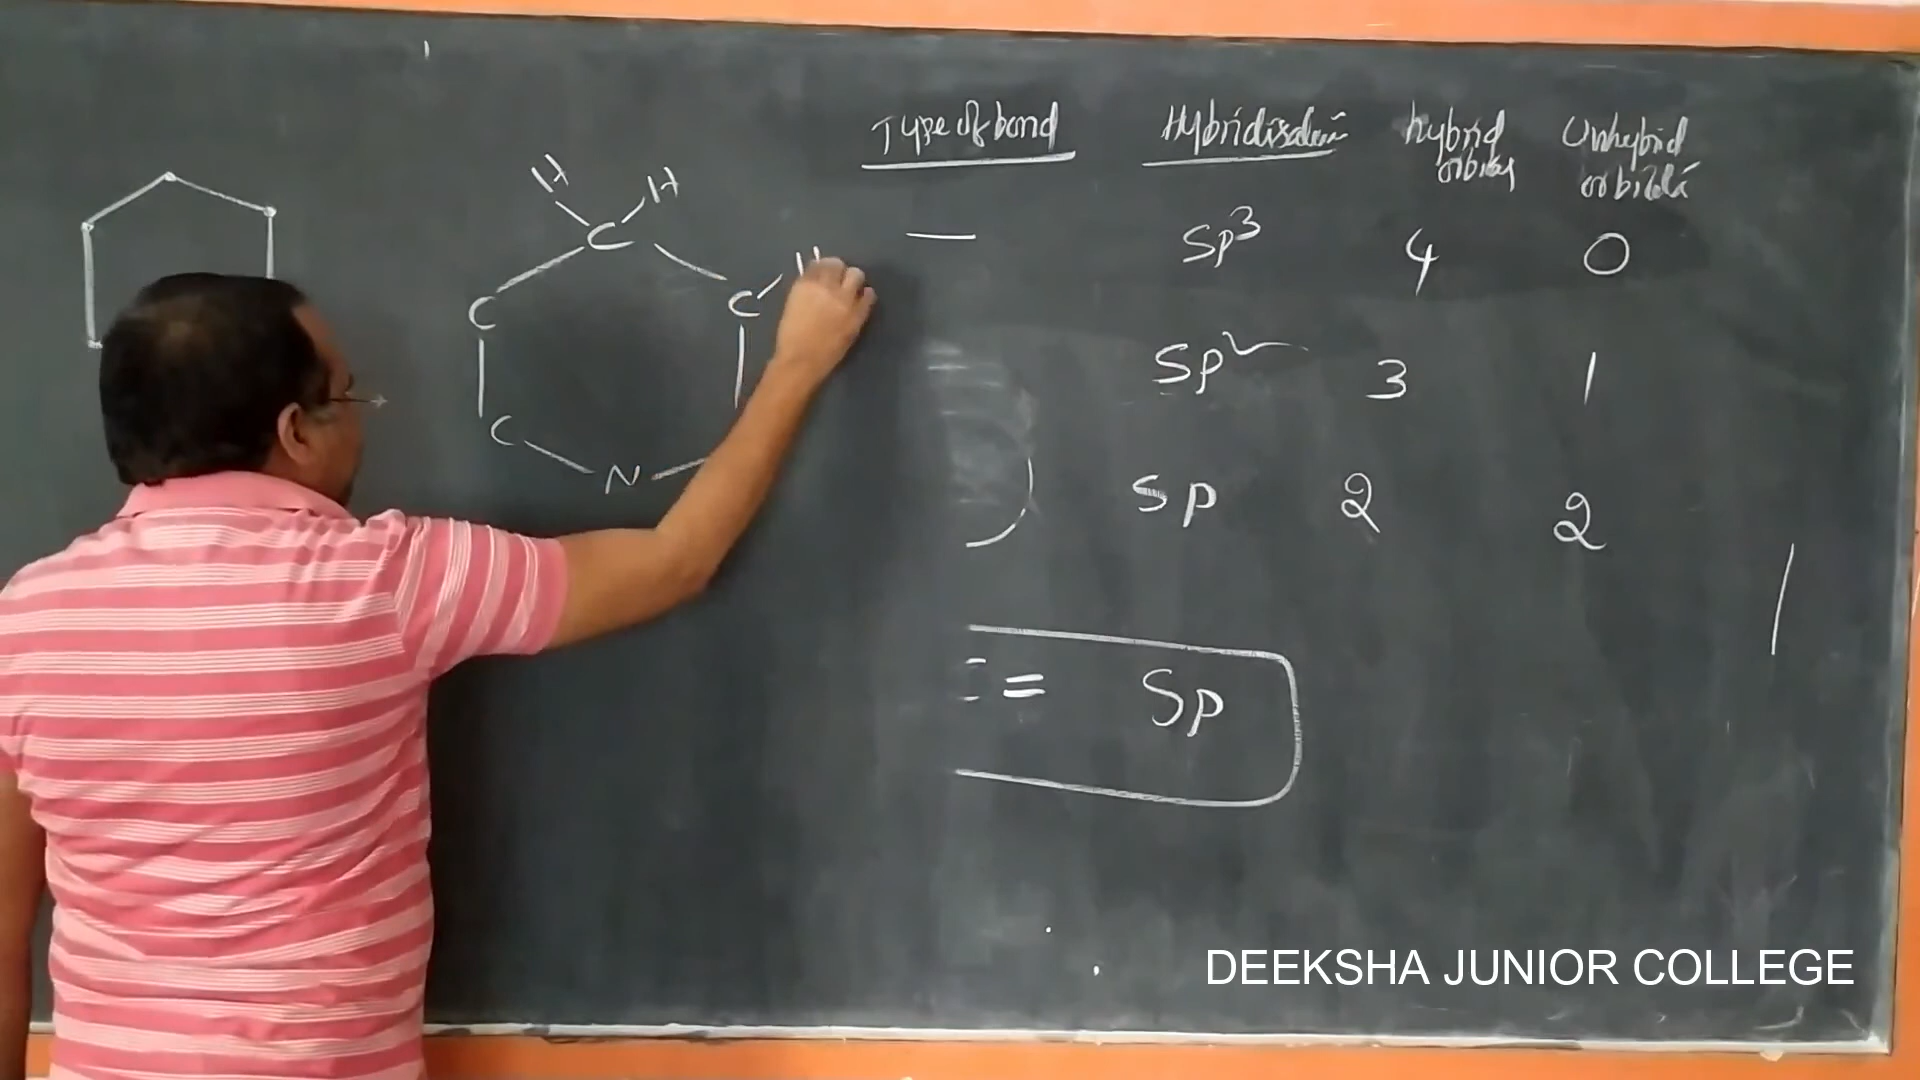 Type of bond Hybridisation hybrid Unhybrid
orbitals orbitals
H H
C
— sp3 4 0
C C H
sp2 3 1
C
N
sp 2 2
= = sp
DEEKSHA JUNIOR COLLEGE